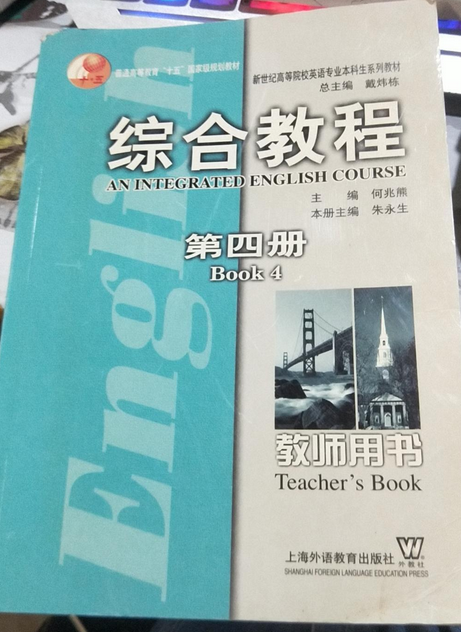 普通高等教育“十五”国家级规划教材
新世纪高等院校英语专业本科生系列教材
总主编 戴炜栋
综合教程
AN INTEGRATED ENGLISH COURSE
主 编 何兆熊
本册主编 朱永生
第四册
Book 4
English
教师用书
Teacher's Book
上海外语教育出版社
SHANGHAI FOREIGN LANGUAGE EDUCATION PRESS
W
外教社